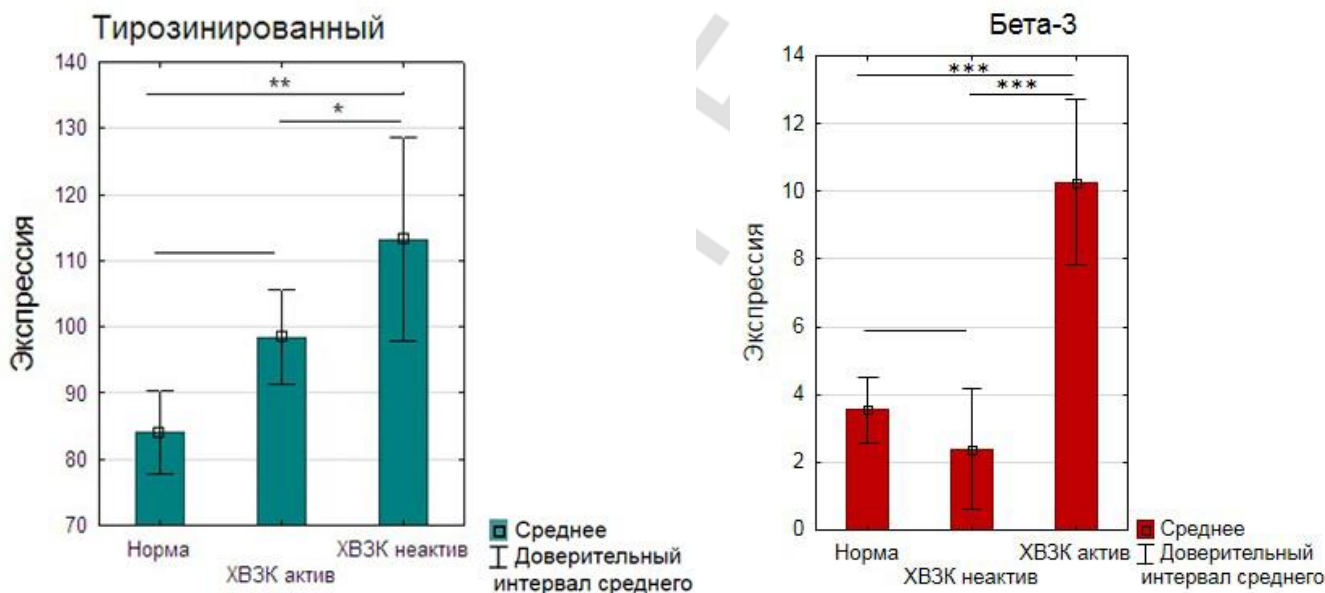 Тирозинированный
140
130
120
110
100
90
80
70
**
*
Экспрессия
Норма
ХВЗК актив
ХВЗК неактив
Среднее
Доверительный
интервал среднего
Бета-3
14
12
10
8
6
4
2
0
***
***
Экспрессия
Норма
ХВЗК неактив
ХВЗК актив
Среднее
Доверительный
интервал среднего